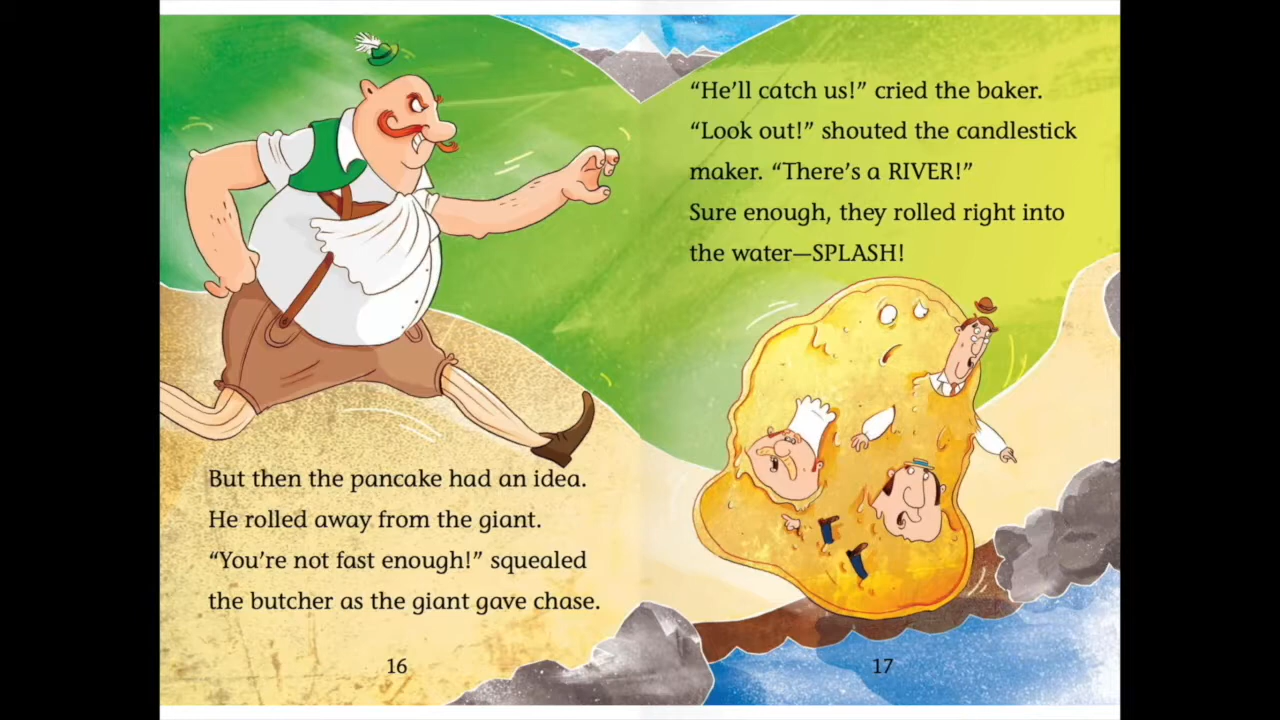 But then the pancake had an idea.
He rolled away from the giant.
“You’re not fast enough!” squealed
the butcher as the giant gave chase.
16
“He’ll catch us!” cried the baker.
“Look out!” shouted the candlestick
maker. “There’s a RIVER!”
Sure enough, they rolled right into
the water—SPLASH!
17